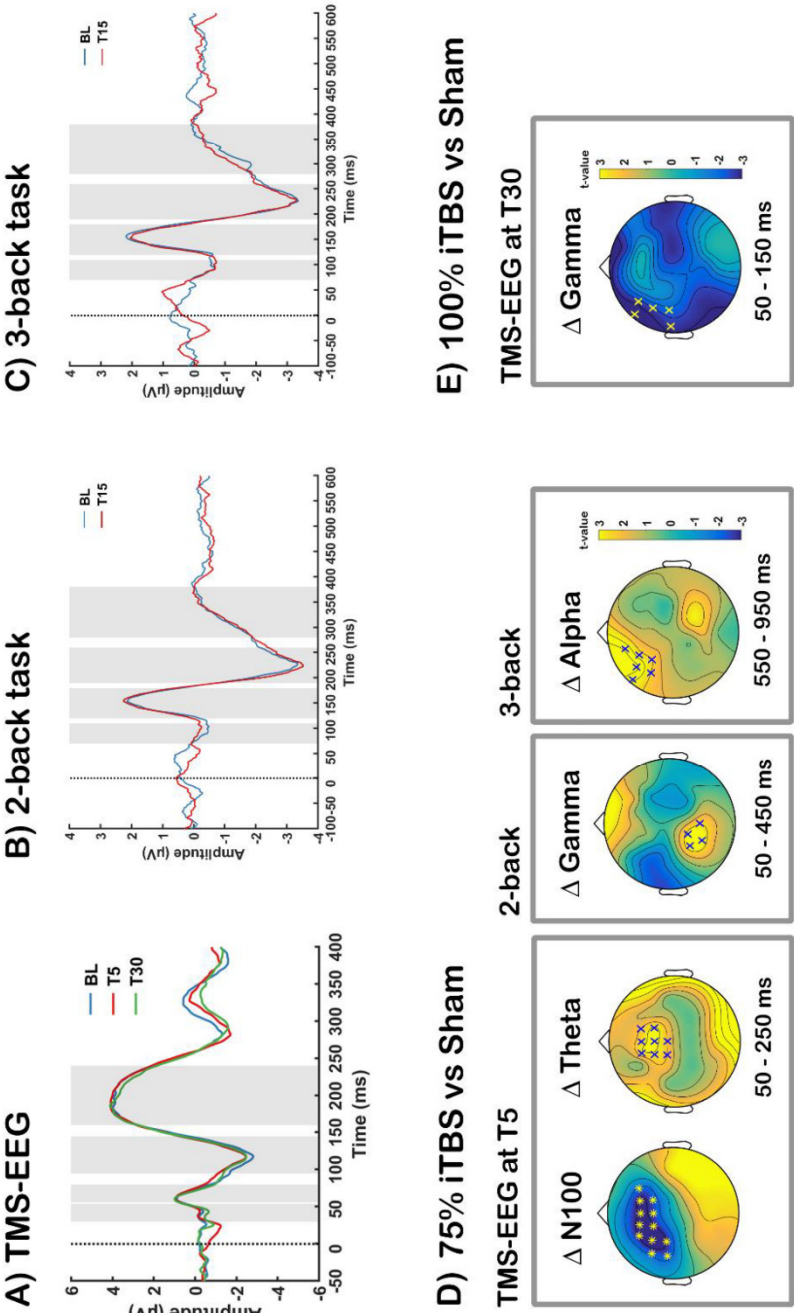 A) TMS-EEG
6
4
2
0
-2
-4
-6
Amplitude (µV)
-50 0 50 100 150 200 250 300 350 400
Time (ms)
BL
T5
T30
B) 2-back task
4
3
2
1
0
-1
-2
-3
-4
Amplitude (µV)
-100 -50 0 50 100 150 200 250 300 350 400 450 500 550 600
Time (ms)
BL
T15
C) 3-back task
4
3
2
1
0
-1
-2
-3
-4
Amplitude (µV)
-100 -50 0 50 100 150 200 250 300 350 400 450 500 550 600
Time (ms)
BL
T15
D) 75% iTBS vs Sham
TMS-EEG at T5
Δ N100
Δ Theta
50 - 250 ms
2-back
Δ Gamma
50 - 450 ms
3-back
Δ Alpha
550 - 950 ms
t-value
3
2
1
0
-1
-2
-3
E) 100% iTBS vs Sham
TMS-EEG at T30
Δ Gamma
50 - 150 ms
t-value
3
2
1
0
-1
-2
-3